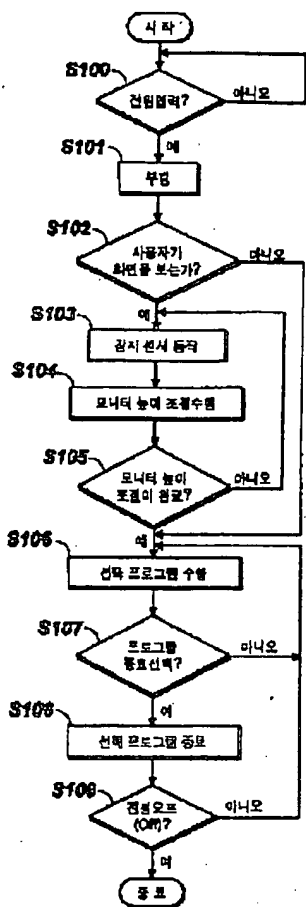 시 작
S100
전원입력?
아니오
예
S101
부팅
S102
사용자가
화면을 보는가?
아니오
예
S103
감지 센서 동작
S104
모니터 높이 조절수행
S105
모니터 높이
조절이 완료?
아니오
예
S106
선택 프로그램 수행
S107
프로그램
종료선택?
아니오
예
S108
선택 프로그램 종료
S109
전원오프
(Off)?
아니오
예
종 료